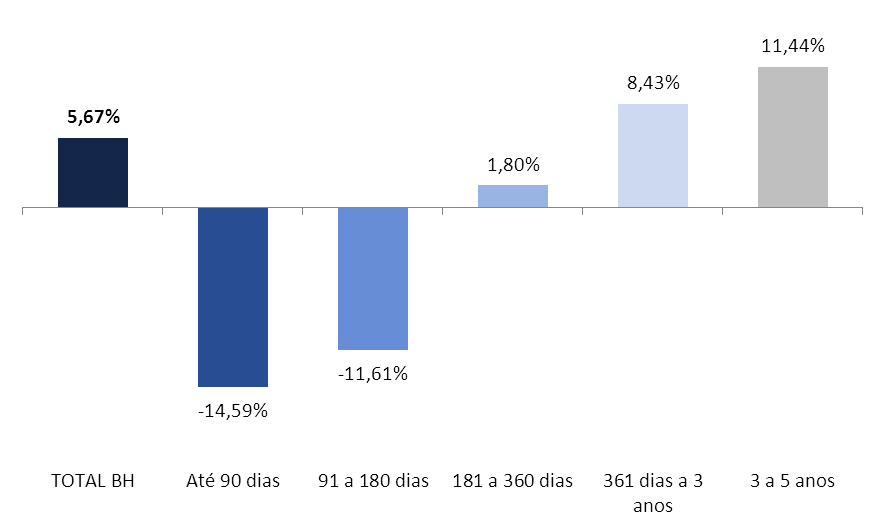 11,44%
8,43%
5,67%
1,80%
-11,61%
-14,59%
TOTAL BH
Até 90 dias
91 a 180 dias
181 a 360 dias
361 dias a 3
anos
3 a 5 anos